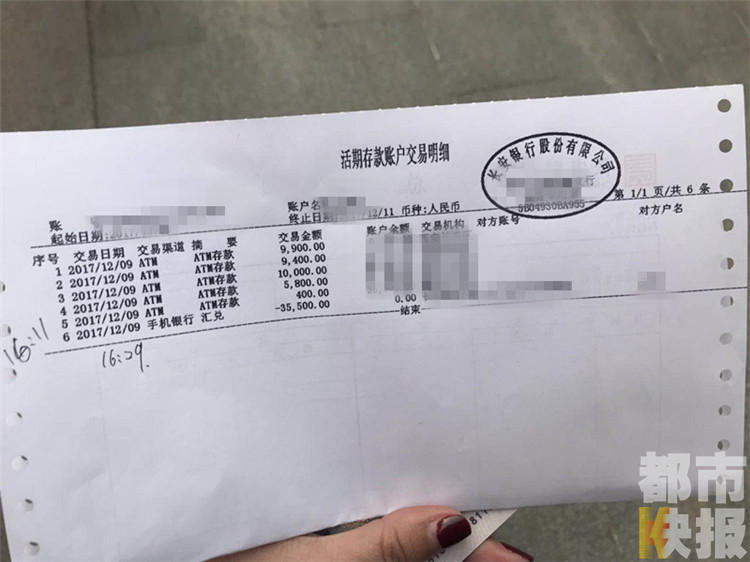 活期存款账户交易明细
长安银行股份有限公司
行
5B04930BA955
第 1/1 页/共 6 条
账
账户名
起始日期:2017
终止日期 12/11 币种:人民币
序号 交易日期 交易渠道 摘 要 交易金额 账户余额 交易机构 对方账号 对方户名
1 2017/12/09 ATM ATM存款 9,900.00
2 2017/12/09 ATM ATM存款 9,400.00
3 2017/12/09 ATM ATM存款 10,000.00
4 2017/12/09 ATM ATM存款 5,800.00
5 2017/12/09 ATM ATM存款 400.00
6 2017/12/09 手机银行 汇兑 -35,500.00 0.00
结束
16:11
16:29.
都市
快报